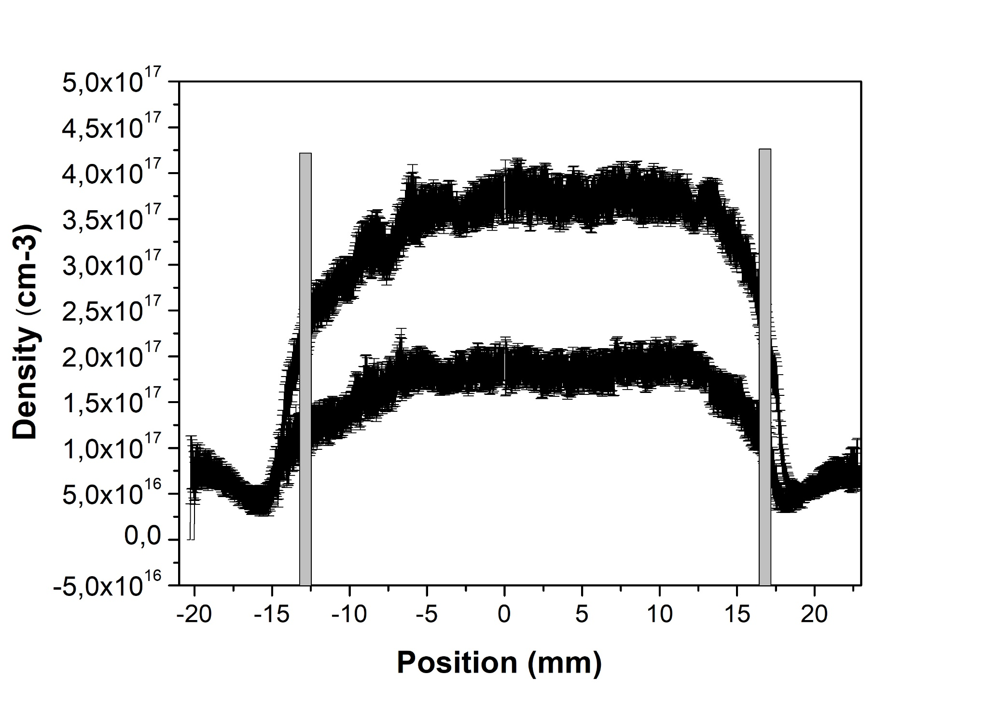 5,0x10^17
4,5x10^17
4,0x10^17
3,5x10^17
3,0x10^17
2,5x10^17
2,0x10^17
1,5x10^17
1,0x10^17
5,0x10^16
0,0
-5,0x10^16
Density (cm-3)
-20 -15 -10 -5 0 5 10 15 20
Position (mm)